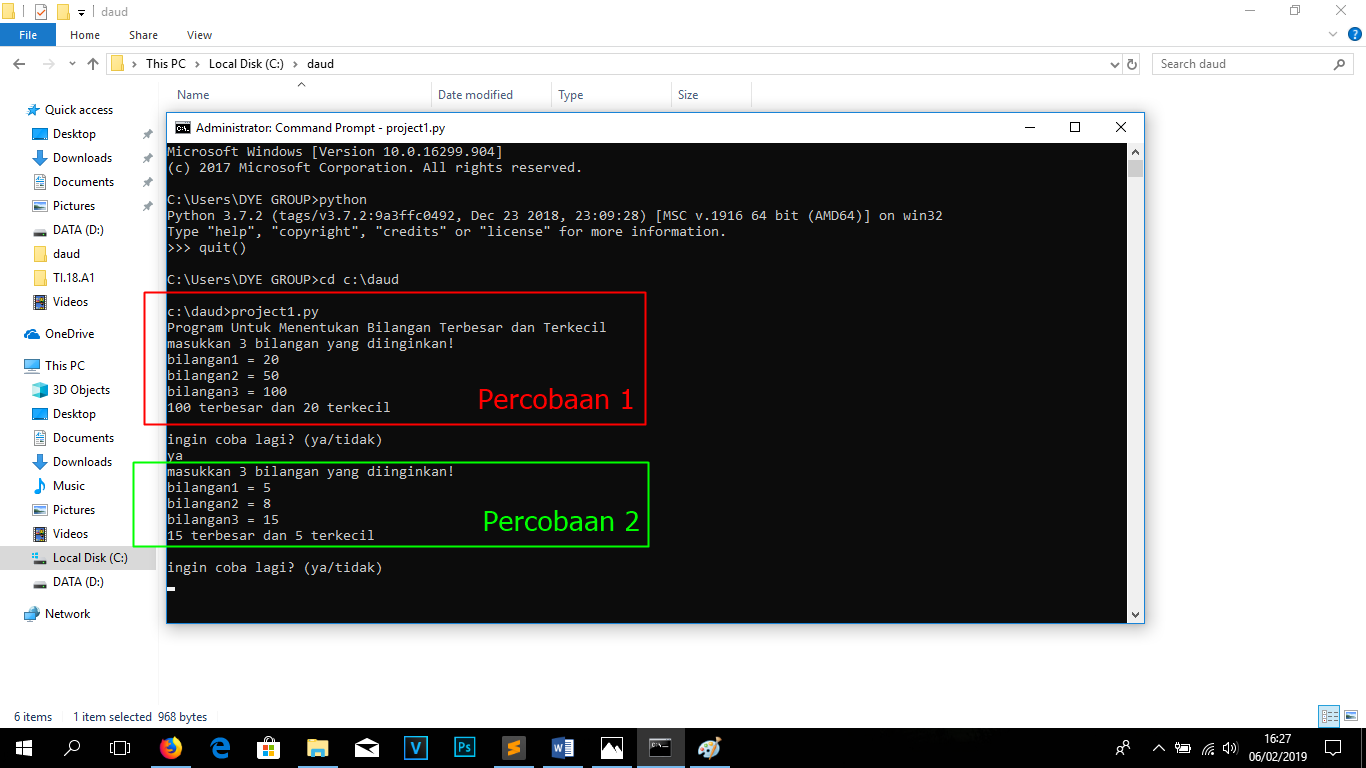 daud
File Home Share View
This PC Local Disk (C:) daud
Search daud
Name Date modified Type Size
Quick access
Desktop
Downloads
Documents
Pictures
DATA (D:)
daud
TI.18.A1
Videos
OneDrive
This PC
3D Objects
Desktop
Documents
Downloads
Music
Pictures
Videos
Local Disk (C:)
DATA (D:)
Network
Administrator: Command Prompt - project1.py
Microsoft Windows [Version 10.0.16299.904]
(c) 2017 Microsoft Corporation. All rights reserved.
C:\Users\DYE GROUP>python
Python 3.7.2 (tags/v3.7.2:9a3ffc0492, Dec 23 2018, 23:09:28) [MSC v.1916 64 bit (AMD64)] on win32
Type "help", "copyright", "credits" or "license" for more information.
>>> quit()
C:\Users\DYE GROUP>cd c:\daud
c:\daud>project1.py
Program Untuk Menentukan Bilangan Terbesar dan Terkecil
masukkan 3 bilangan yang diinginkan!
bilangan1 = 20
bilangan2 = 50
bilangan3 = 100
100 terbesar dan 20 terkecil
Percobaan 1
ingin coba lagi? (ya/tidak)
ya
masukkan 3 bilangan yang diinginkan!
bilangan1 = 5
bilangan2 = 8
bilangan3 = 15
15 terbesar dan 5 terkecil
Percobaan 2
ingin coba lagi? (ya/tidak)
6 items 1 item selected 968 bytes
16:27
06/02/2019